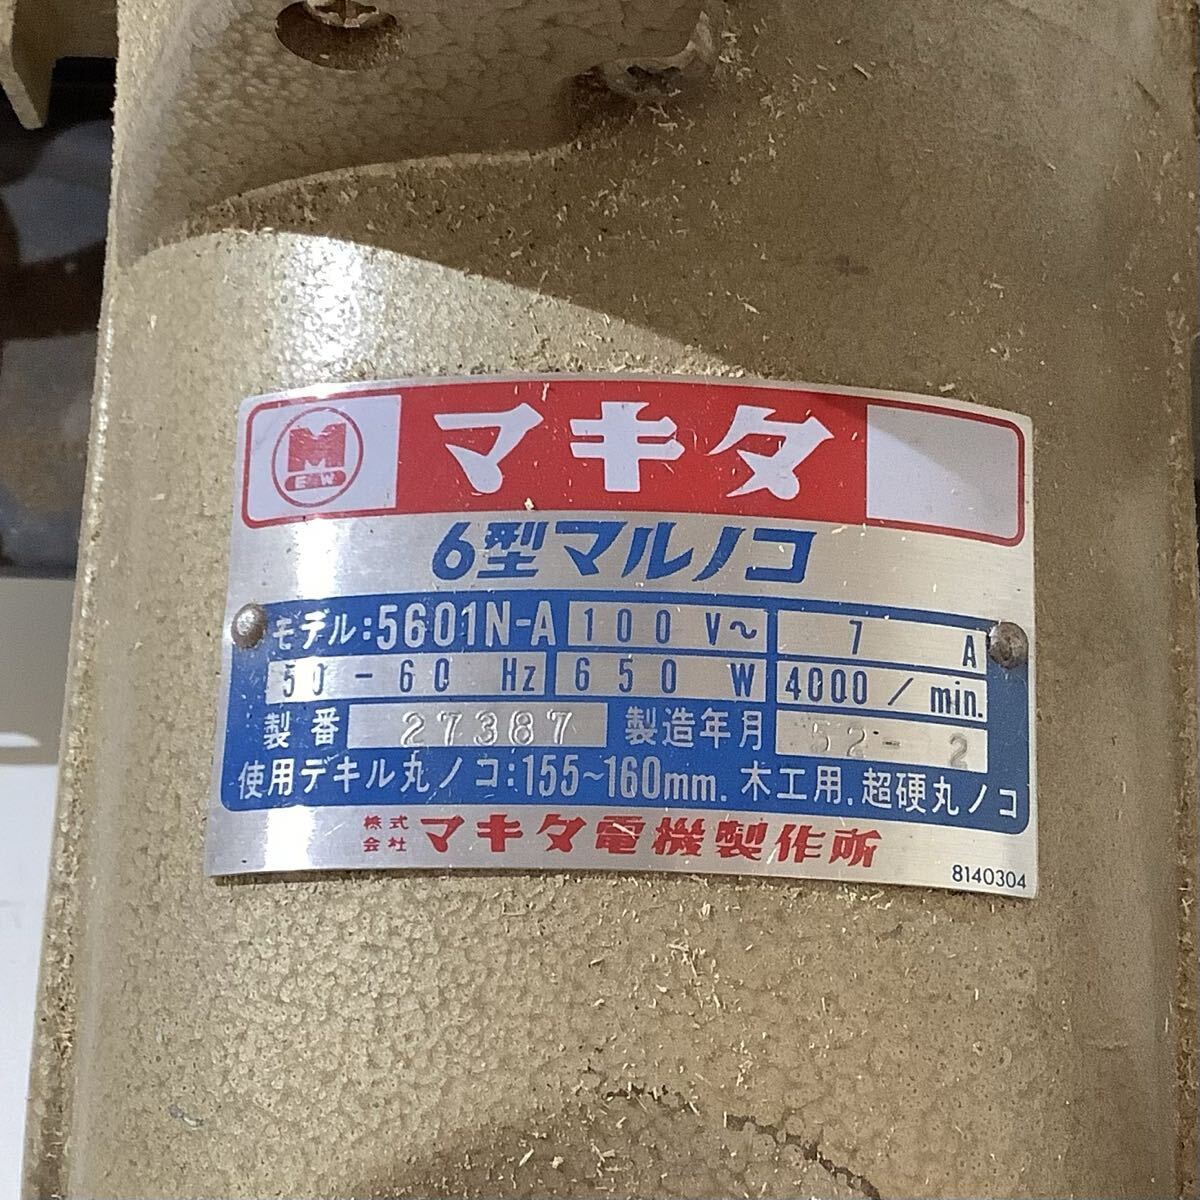 M
E W
マキタ
6型マルノコ
モデル:5601N-A 100 V~ 7 A
50-60 Hz 650 W 4000/min.
製番 27387 製造年月 52-2
使用デキル丸ノコ:155~160mm. 木工用.超硬丸ノコ
株式会社 マキタ電機製作所
8140304